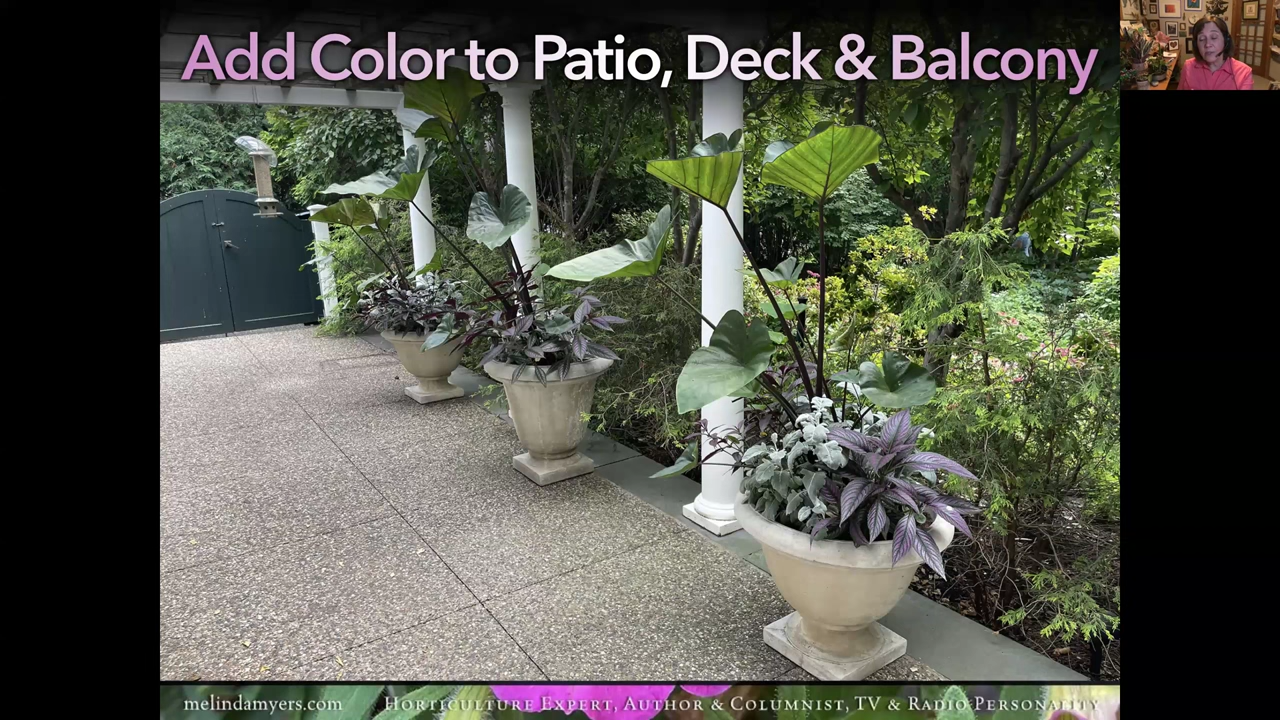 Add Color to Patio, Deck & Balcony
melindamyers.com Horticulture Expert, Author & Columnist, TV & Radio Personality